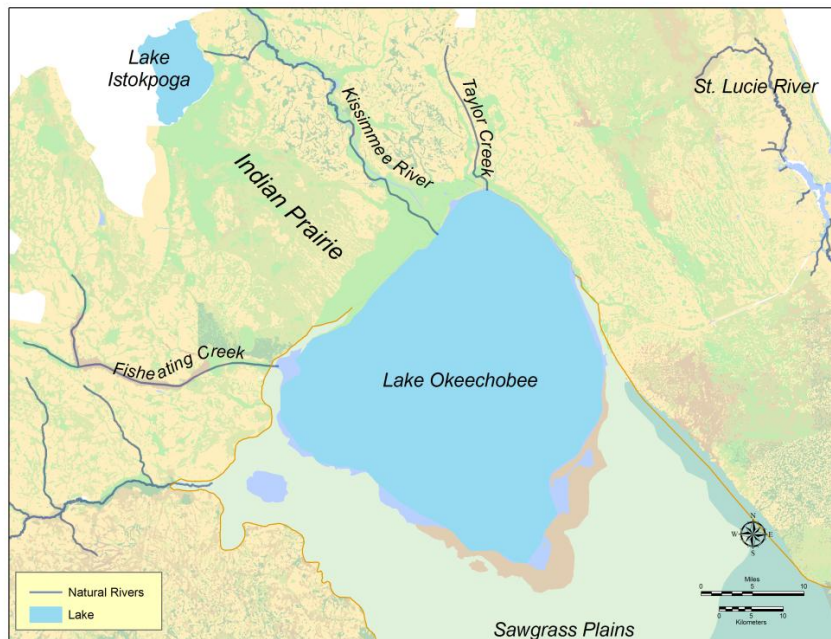 Lake
Istokpoga
St. Lucie River
Taylor Creek
Kissimmee River
Indian Prairie
Fisheating Creek
Lake Okeechobee
N
W E
S
Miles
0 5 10
0 5 10
Kilometers
Natural Rivers
Lake
Sawgrass Plains